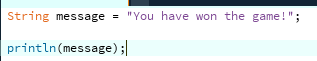 String message = "You have won the game!";
println(message);